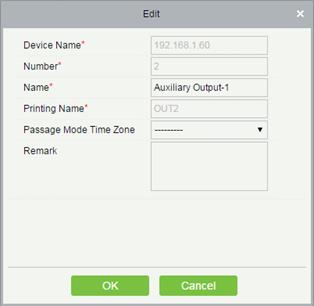 Edit ×
Device Name* 192.168.1.60
Number* 2
Name* Auxiliary Output-1
Printing Name* OUT2
Passage Mode Time Zone ---------
Remark
OK Cancel